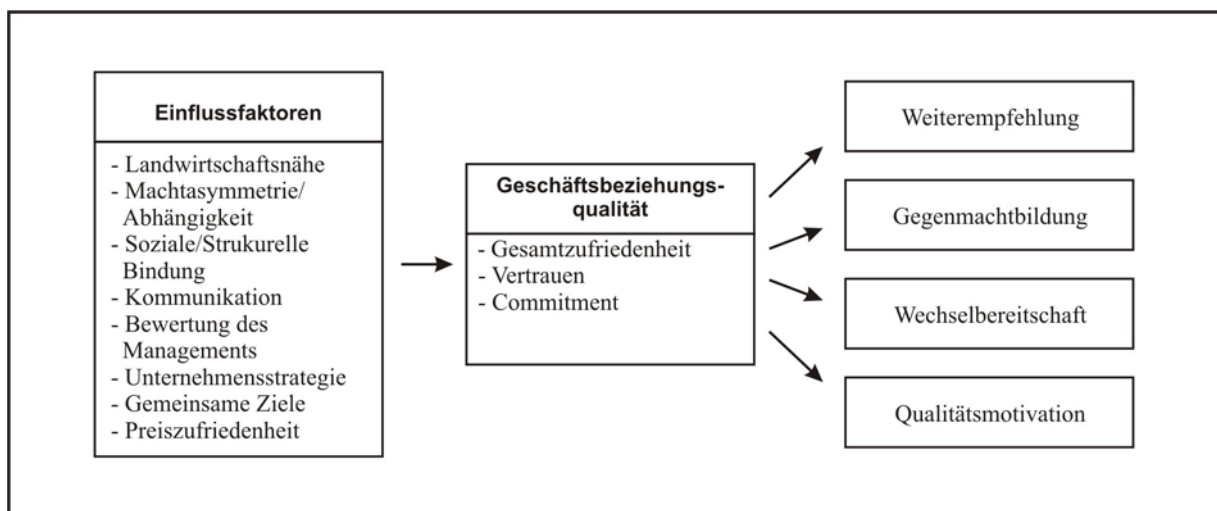 Einflussfaktoren
- Landwirtschaftsnähe
- Machtasymmetrie/
Abhängigkeit
- Soziale/Strukurelle
Bindung
- Kommunikation
- Bewertung des
Managements
- Unternehmensstrategie
- Gemeinsame Ziele
- Preiszufriedenheit
Geschäftsbeziehungs-
qualität
- Gesamtzufriedenheit
- Vertrauen
- Commitment
Weiterempfehlung
Gegenmachtbildung
Wechselbereitschaft
Qualitätsmotivation